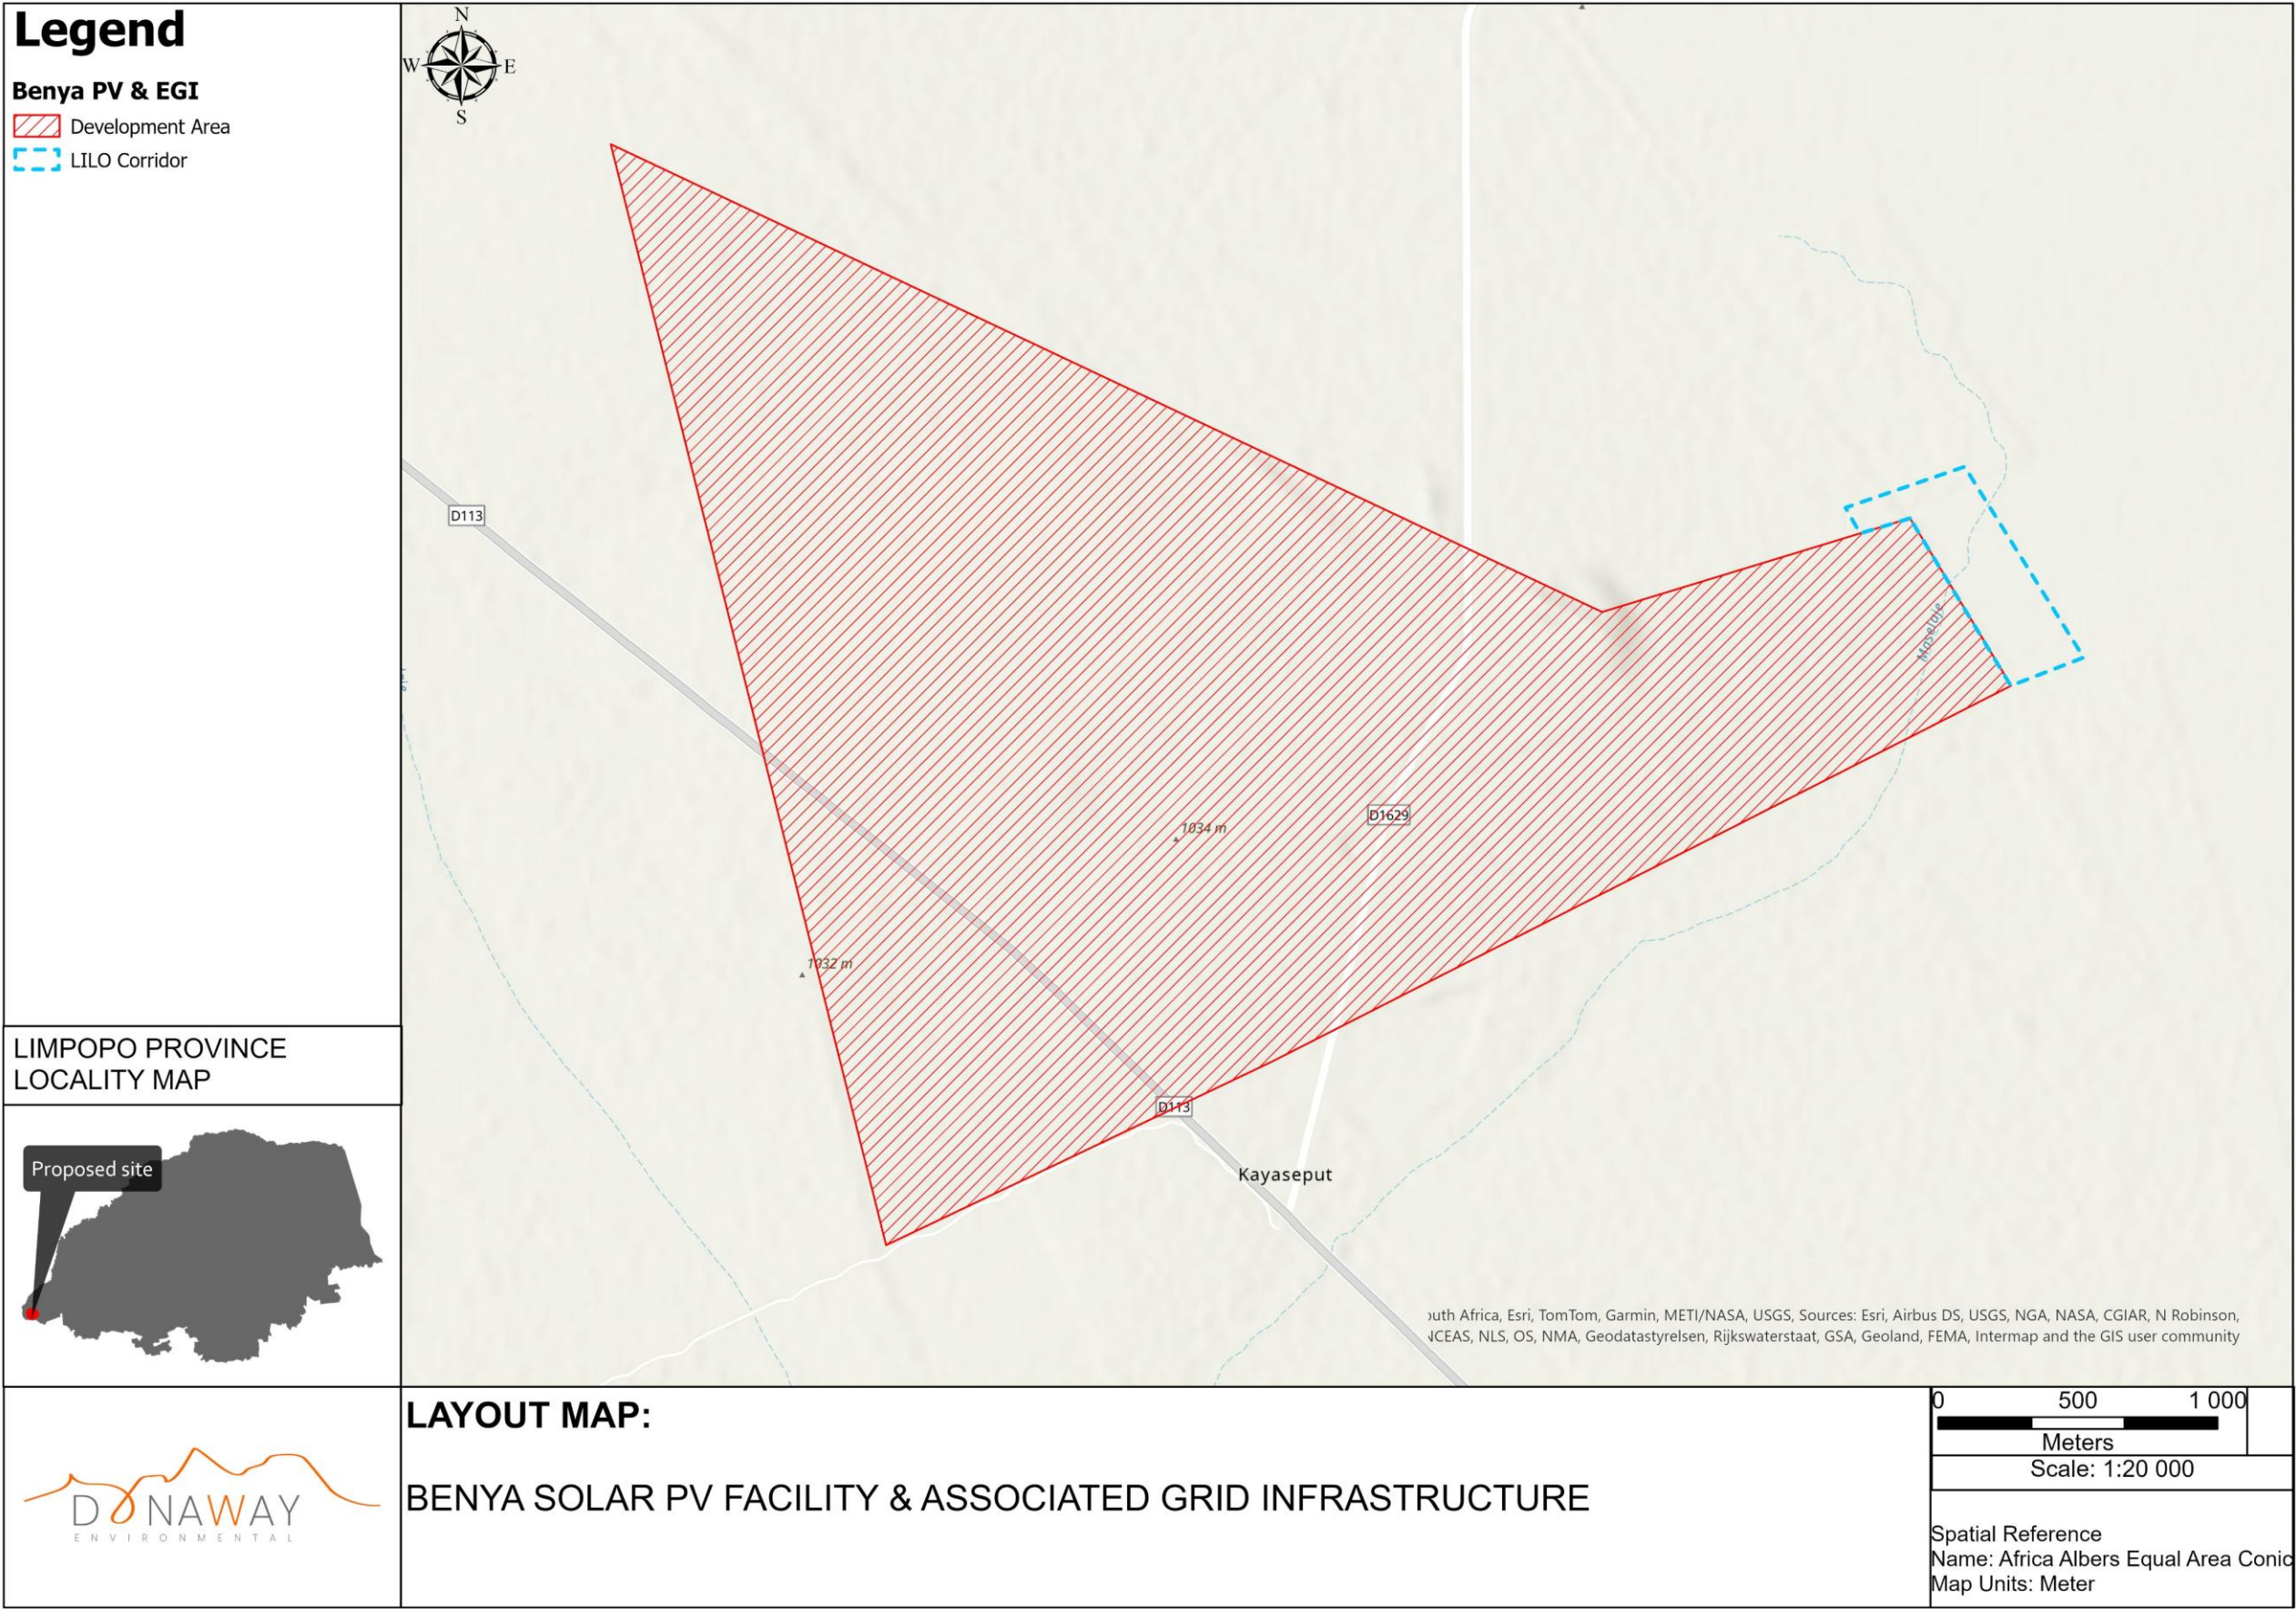 Legend
Benya PV & EGI
Development Area
LILO Corridor
N
W
E
S
D113
Maseluje
D1629
1034 m
1032 m
D113
Kayaseput
outh Africa, Esri, TomTom, Garmin, METI/NASA, USGS, Sources: Esri, Airbus DS, USGS, NGA, NASA, CGIAR, N Robinson,
NCEAS, NLS, OS, NMA, Geodatastyrelsen, Rijkswaterstaat, GSA, Geoland, FEMA, Intermap and the GIS user community
LIMPOPO PROVINCE
LOCALITY MAP
Proposed site
DONAWAY
ENVIRONMENTAL
LAYOUT MAP:
BENYA SOLAR PV FACILITY & ASSOCIATED GRID INFRASTRUCTURE
0 500 1 000
Meters
Scale: 1:20 000
Spatial Reference
Name: Africa Albers Equal Area Conic
Map Units: Meter